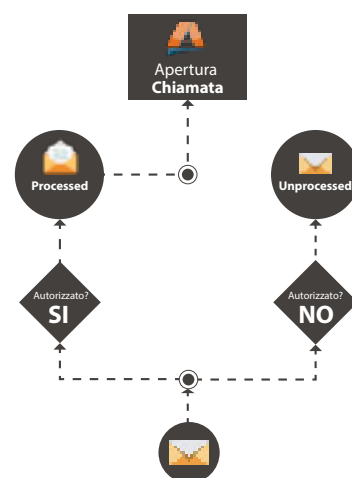 Apertura
Chiamata
Processed
Unprocessed
Autorizzato?
SI
Autorizzato?
NO